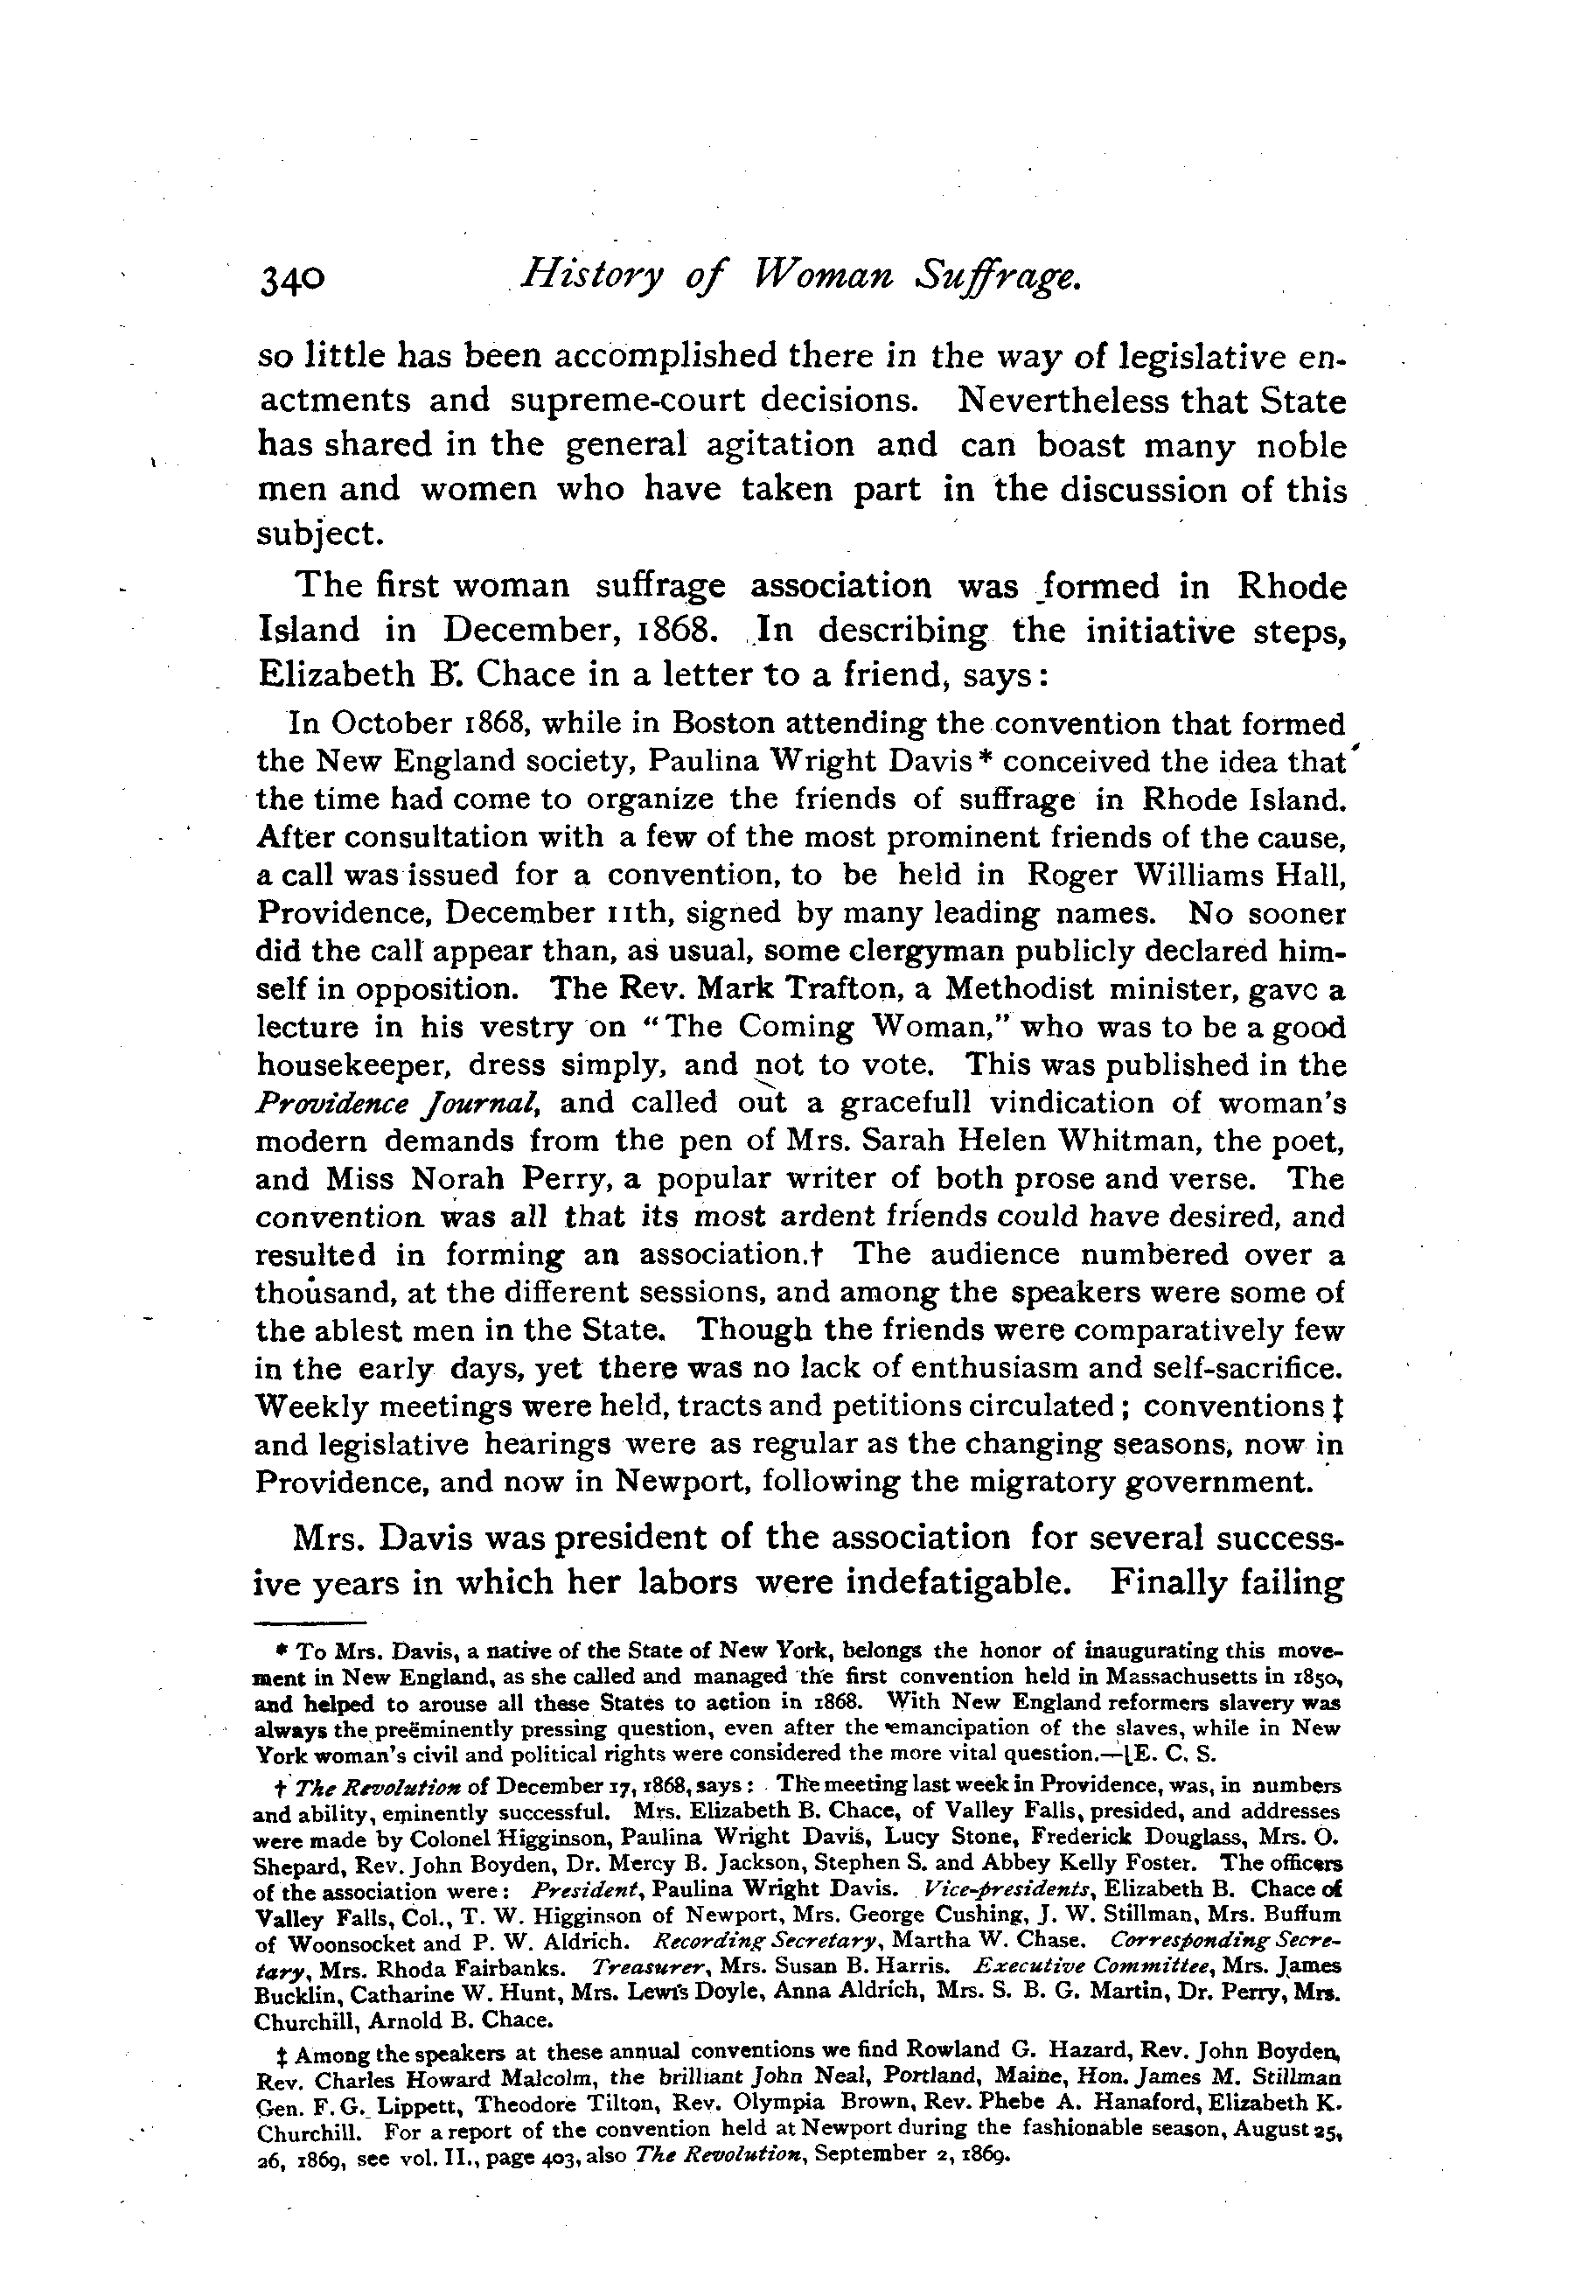 340 History of Woman Suffrage.
so little has been accomplished there in the way of legislative en-
actments and supreme-court decisions. Nevertheless that State
has shared in the general agitation and can boast many noble
men and women who have taken part in the discussion of this
subject.
The first woman suffrage association was formed in Rhode
Island in December, 1868. In describing the initiative steps,
Elizabeth B. Chace in a letter to a friend, says:
In October 1868, while in Boston attending the convention that formed
the New England society, Paulina Wright Davis* conceived the idea that
the time had come to organize the friends of suffrage in Rhode Island.
After consultation with a few of the most prominent friends of the cause,
a call was issued for a convention, to be held in Roger Williams Hall,
Providence, December 11th, signed by many leading names. No sooner
did the call appear than, as usual, some clergyman publicly declared him-
self in opposition. The Rev. Mark Trafton, a Methodist minister, gave a
lecture in his vestry on "The Coming Woman," who was to be a good
housekeeper, dress simply, and not to vote. This was published in the
Providence Journal, and called out a gracefull vindication of woman's
modern demands from the pen of Mrs. Sarah Helen Whitman, the poet,
and Miss Norah Perry, a popular writer of both prose and verse. The
convention was all that its most ardent friends could have desired, and
resulted in forming an association.† The audience numbered over a
thousand, at the different sessions, and among the speakers were some of
the ablest men in the State. Though the friends were comparatively few
in the early days, yet there was no lack of enthusiasm and self-sacrifice.
Weekly meetings were held, tracts and petitions circulated; conventions ‡
and legislative hearings were as regular as the changing seasons, now in
Providence, and now in Newport, following the migratory government.
Mrs. Davis was president of the association for several success-
ive years in which her labors were indefatigable. Finally failing
* To Mrs. Davis, a native of the State of New York, belongs the honor of inaugurating this move-
ment in New England, as she called and managed the first convention held in Massachusetts in 1850,
and helped to arouse all these States to action in 1868. With New England reformers slavery was
always the preëminently pressing question, even after the emancipation of the slaves, while in New
York woman's civil and political rights were considered the more vital question.—[E. C. S.
† The Revolution of December 17, 1868, says: The meeting last week in Providence, was, in numbers
and ability, eminently successful. Mrs. Elizabeth B. Chace, of Valley Falls, presided, and addresses
were made by Colonel Higginson, Paulina Wright Davis, Lucy Stone, Frederick Douglass, Mrs. O.
Shepard, Rev. John Boyden, Dr. Mercy B. Jackson, Stephen S. and Abbey Kelly Foster. The officers
of the association were: President, Paulina Wright Davis. Vice-presidents, Elizabeth B. Chace of
Valley Falls, Col., T. W. Higginson of Newport, Mrs. George Cushing, J. W. Stillman, Mrs. Buffum
of Woonsocket and P. W. Aldrich. Recording Secretary, Martha W. Chase. Corresponding Secre-
tary, Mrs. Rhoda Fairbanks. Treasurer, Mrs. Susan B. Harris. Executive Committee, Mrs. James
Bucklin, Catharine W. Hunt, Mrs. Lewis Doyle, Anna Aldrich, Mrs. S. B. G. Martin, Dr. Perry, Mrs.
Churchill, Arnold B. Chace.
‡ Among the speakers at these annual conventions we find Rowland G. Hazard, Rev. John Boyden,
Rev. Charles Howard Malcolm, the brilliant John Neal, Portland, Maine, Hon. James M. Stillman
Gen. F. G. Lippett, Theodore Tilton, Rev. Olympia Brown, Rev. Phebe A. Hanaford, Elizabeth K.
Churchill. For a report of the convention held at Newport during the fashionable season, August 25,
26, 1869, see vol. II., page 403, also The Revolution, September 2, 1869.